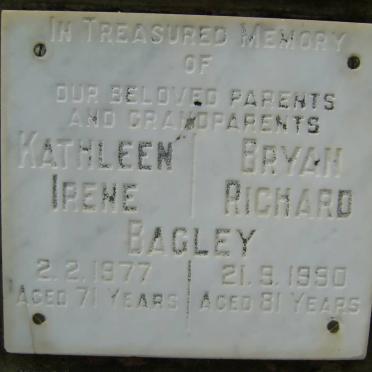 IN TREASURED MEMORY
OF
OUR BELOVED PARENTS
AND GRANDPARENTS
KATHLEEN BRYAN
IRENE RICHARD
BAGLEY
2.2.1977 21.9.1990
AGED 71 YEARS AGED 81 YEARS